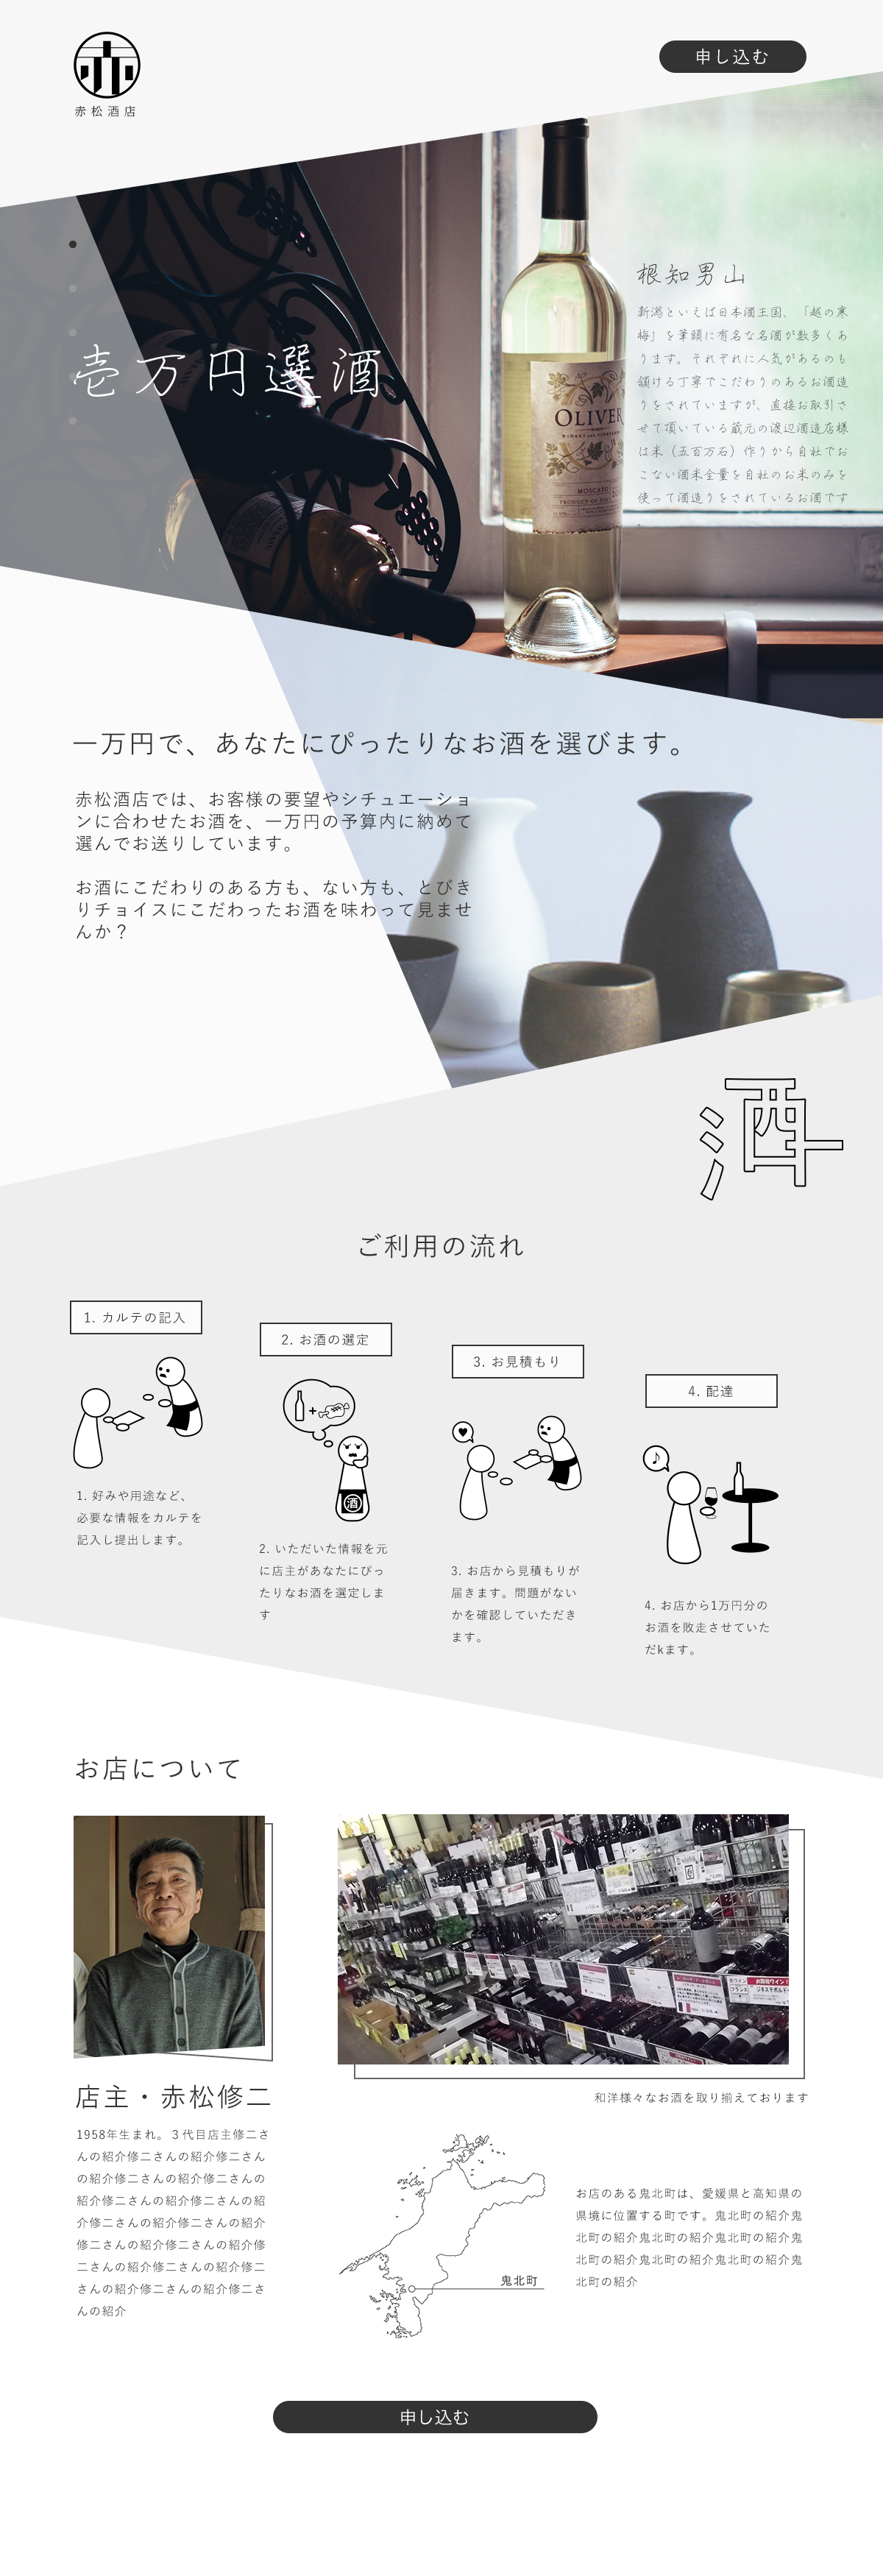 赤松酒店
申し込む
根知男山
新潟といえば日本酒王国、「越の寒
梅」を筆頭に有名な名酒が数多くあ
ります。それぞれに人気があるのも
頷ける丁寧でこだわりのあるお酒造
りをされていますが、直接お取引さ
せて頂いている蔵元の渡辺酒造店様
は米（五百万石）作りから自社でお
こない酒米全量を自社のお米のみを
使って酒造りをされているお酒です
。
壱万円選酒
OLIVER
WINERY AND VINEYARDS
MOSCATO
一万円で、あなたにぴったりなお酒を選びます。
赤松酒店では、お客様の要望やシチュエーショ
ンに合わせたお酒を、一万円の予算内に納めて
選んでお送りしています。
お酒にこだわりのある方も、ない方も、とびき
りチョイスにこだわったお酒を味わって見ませ
んか？
酒
ご利用の流れ
1. カルテの記入
2. お酒の選定
3. お見積もり
4. 配達
酒
1. 好みや用途など、
必要な情報をカルテを
記入し提出します。
2. いただいた情報を元
に店主があなたにぴっ
たりなお酒を選定しま
す
3. お店から見積もりが
届きます。問題がない
かを確認していただき
ます。
4. お店から1万円分の
お酒を敗走させていた
だkます。
お店について
店主・赤松修二
1958年生まれ。３代目店主修二さ
んの紹介修二さんの紹介修二さん
の紹介修二さんの紹介修二さんの
紹介修二さんの紹介修二さんの紹
介修二さんの紹介修二さんの紹介
修二さんの紹介修二さんの紹介修
二さんの紹介修二さんの紹介修二
さんの紹介修二さんの紹介修二さ
んの紹介
和洋様々なお酒を取り揃えております
鬼北町
お店のある鬼北町は、愛媛県と高知県の
県境に位置する町です。鬼北町の紹介鬼
北町の紹介鬼北町の紹介鬼北町の紹介鬼
北町の紹介鬼北町の紹介鬼北町の紹介鬼
北町の紹介
申し込む